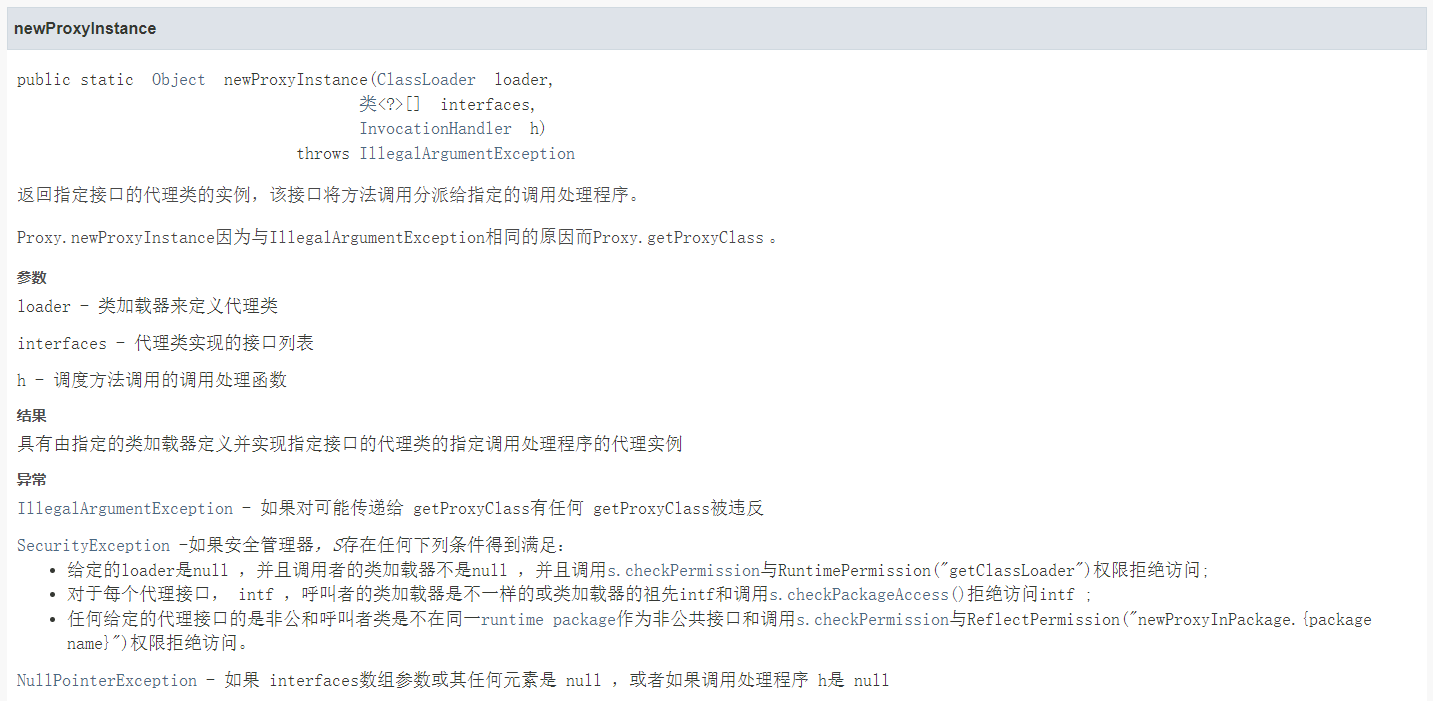 newProxyInstance
public static Object newProxyInstance(ClassLoader loader,
类<?>[] interfaces,
InvocationHandler h)
throws IllegalArgumentException
返回指定接口的代理类的实例，该接口将方法调用分派给指定的调用处理程序。
Proxy.newProxyInstance因为与IllegalArgumentException相同的原因而Proxy.getProxyClass 。
参数
loader - 类加载器来定义代理类
interfaces - 代理类实现的接口列表
h - 调度方法调用的调用处理函数
结果
具有由指定的类加载器定义并实现指定接口的代理类的指定调用处理程序的代理实例
异常
IllegalArgumentException - 如果对可能传递给 getProxyClass有任何 getProxyClass被违反
SecurityException -如果安全管理器，S存在任何下列条件得到满足：
• 给定的loader是null ，并且调用者的类加载器不是null ，并且调用s.checkPermission与RuntimePermission("getClassLoader")权限拒绝访问;
• 对于每个代理接口， intf ，呼叫者的类加载器是不一样的或类加载器的祖先intf和调用s.checkPackageAccess()拒绝访问intf ;
• 任何给定的代理接口的是非公和呼叫者类是不在同一runtime package作为非公共接口和调用s.checkPermission与ReflectPermission("newProxyInPackage.{package
name}")权限拒绝访问。
NullPointerException - 如果 interfaces数组参数或其任何元素是 null ，或者如果调用处理程序 h是 null